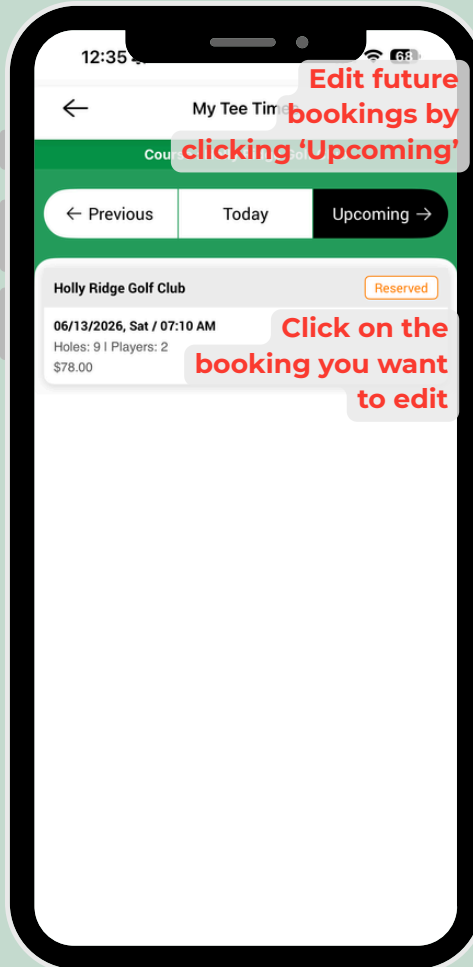 12:35
68
Edit future
bookings by
clicking ‘Upcoming’
My Tee
← Previous
Today
Upcoming →
Holly Ridge Golf Club
Reserved
06/13/2026, Sat / 07:10 AM
Holes: 9 | Players: 2
$78.00
Click on the
booking you want
to edit